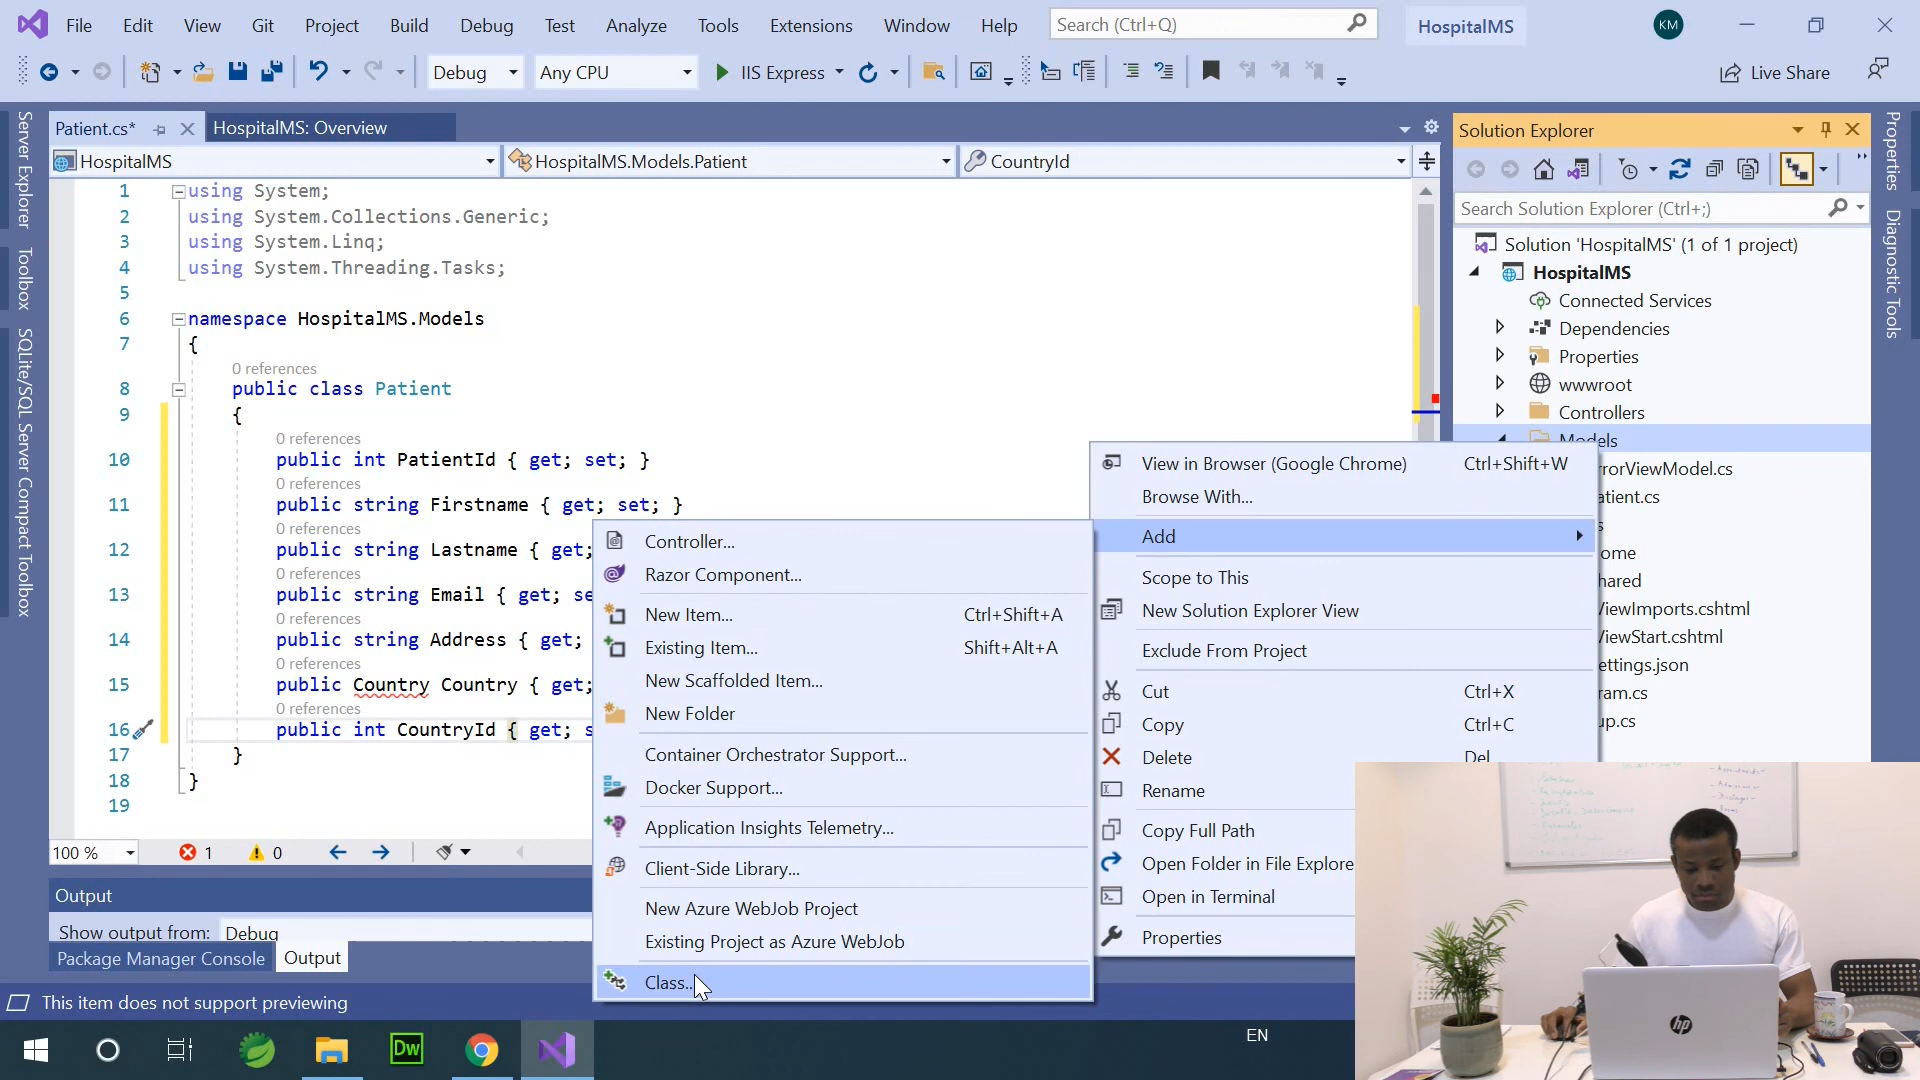 File Edit View Git Project Build Debug Test Analyze Tools Extensions Window Help Search (Ctrl+Q) HospitalMS KM
Debug Any CPU IIS Express Live Share
Patient.cs* HospitalMS: Overview
HospitalMS HospitalMS.Models.Patient CountryId
Server Explorer
Toolbox
SQLite/SQL Server Compact Toolbox
1 using System;
2 using System.Collections.Generic;
3 using System.Linq;
4 using System.Threading.Tasks;
5
6 namespace HospitalMS.Models
7 {
0 references
8 public class Patient
9 {
0 references
10 public int PatientId { get; set; }
0 references
11 public string Firstname { get; set; }
0 references
12 public string Lastname { get;
0 references
13 public string Email { get; se
0 references
14 public string Address { get;
0 references
15 public Country Country { get;
0 references
16 public int CountryId { get; s
17 }
18 }
19
100 % 1 0
Output
Show output from: Debug
Package Manager Console Output
This item does not support previewing
Controller...
Razor Component...
New Item... Ctrl+Shift+A
Existing Item... Shift+Alt+A
New Scaffolded Item...
New Folder
Container Orchestrator Support...
Docker Support...
Application Insights Telemetry...
Client-Side Library...
New Azure WebJob Project
Existing Project as Azure WebJob
Class...
View in Browser (Google Chrome) Ctrl+Shift+W
Browse With...
Add
Scope to This
New Solution Explorer View
Exclude From Project
Cut Ctrl+X
Copy Ctrl+C
Delete Del
Rename
Copy Full Path
Open Folder in File Explore
Open in Terminal
Properties
Solution Explorer
Search Solution Explorer (Ctrl+;)
Solution 'HospitalMS' (1 of 1 project)
HospitalMS
Connected Services
Dependencies
Properties
wwwroot
Controllers
Models
rrorViewModel.cs
atient.cs
s
ome
hared
ViewImports.cshtml
ViewStart.cshtml
ettings.json
ram.cs
up.cs
Properties
Diagnostic Tools
Dw
EN
hp